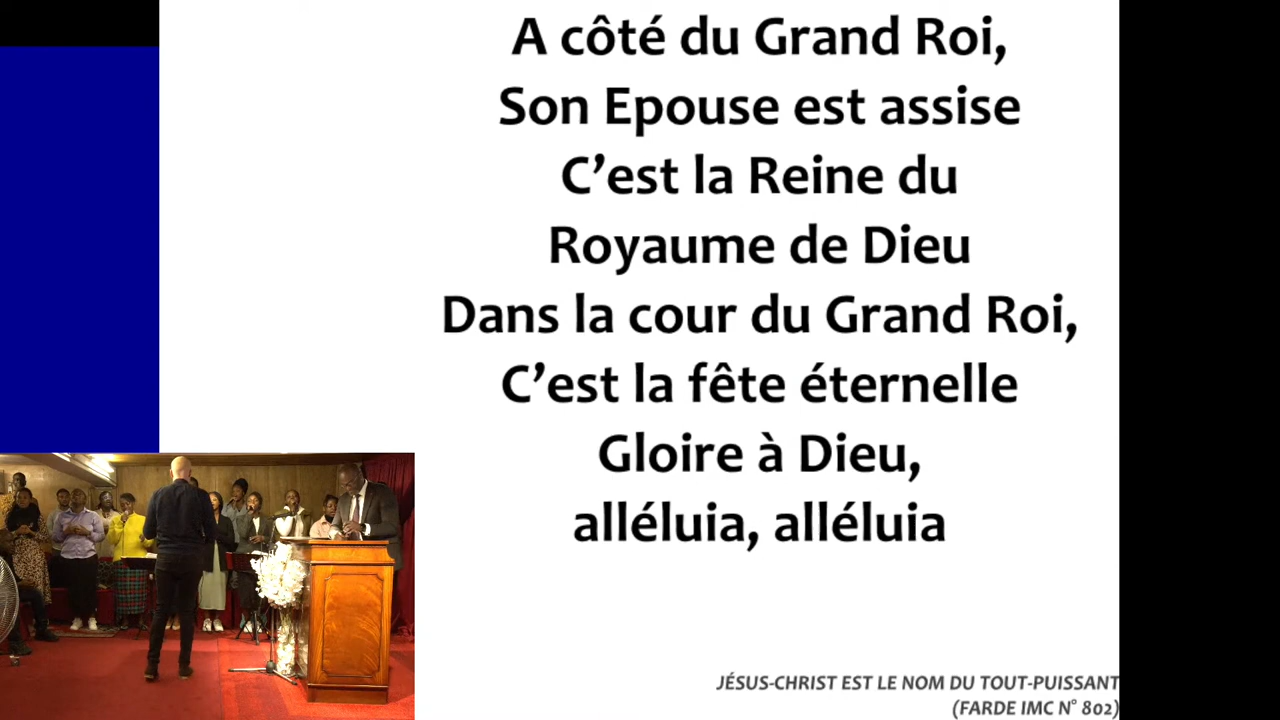 A côté du Grand Roi,
Son Epouse est assise
C’est la Reine du
Royaume de Dieu
Dans la cour du Grand Roi,
C’est la fête éternelle
Gloire à Dieu,
alléluia, alléluia
JÉSUS-CHRIST EST LE NOM DU TOUT-PUISSANT
(FARDE IMC N° 802)